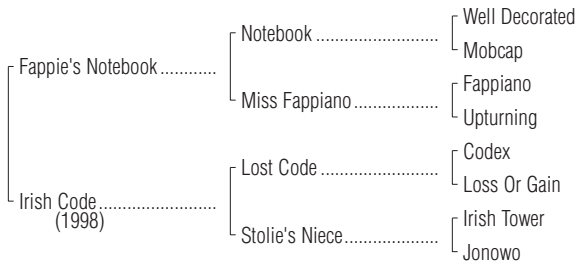 Well Decorated
Notebook ............................
Mobcap
Fappie's Notebook ............
Fappiano
Miss Fappiano ...................
Upturning
Codex
Lost Code ...........................
Loss Or Gain
Irish Code.........................
(1998)
Irish Tower
Stolie's Niece.....................
Jonowo